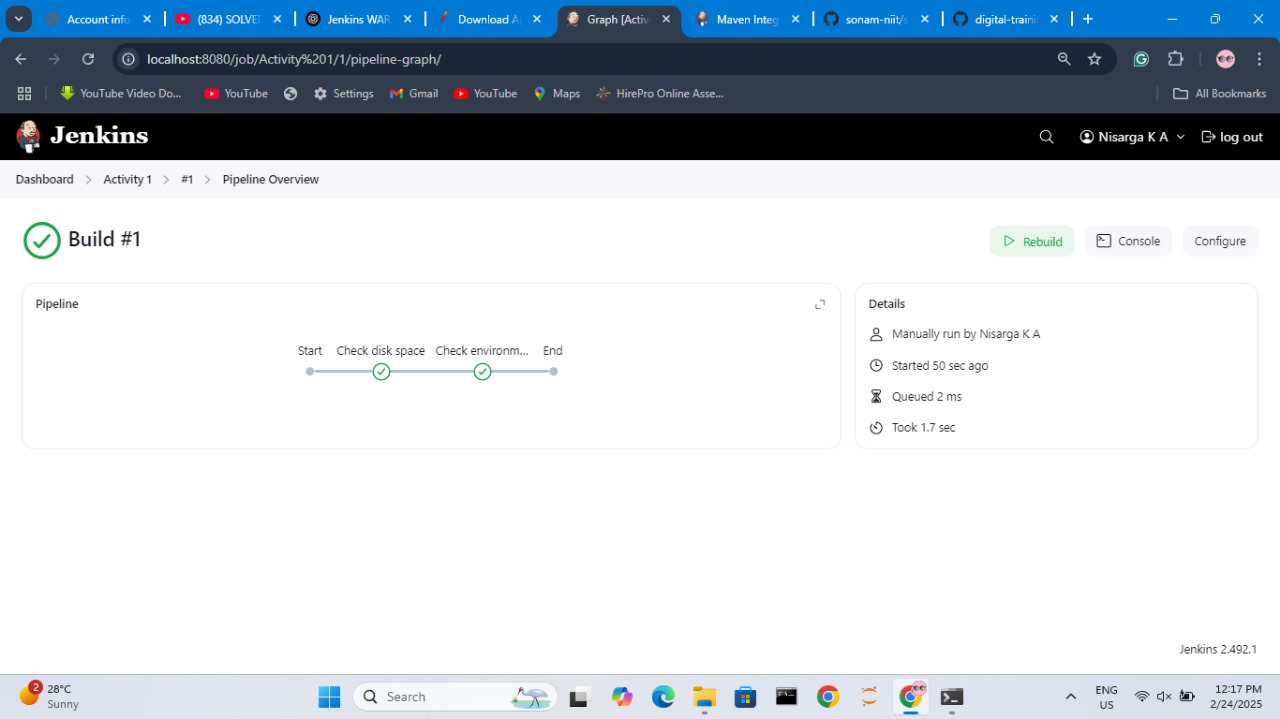 Account info
(834) SOLVE
Jenkins WAR
Download A
Graph [Activ
Maven Integ
sonam-niit/s
digital-traini
localhost:8080/job/Activity%201/1/pipeline-graph/
YouTube Video Do...
YouTube
Settings
Gmail
YouTube
Maps
HirePro Online Asse...
All Bookmarks
Jenkins
Nisarga K A
log out
Dashboard
Activity 1
#1
Pipeline Overview
Build #1
Rebuild
Console
Configure
Pipeline
Start
Check disk space
Check environm...
End
Details
Manually run by Nisarga K A
Started 50 sec ago
Queued 2 ms
Took 1.7 sec
Jenkins 2.492.1
2
28°C
Sunny
Search
ENG
US
12:17 PM
2/24/2025